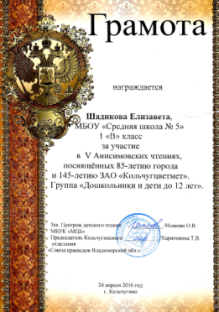 Грамота
награждается
Шадикова Елизавета,
МБОУ «Средняя школа № 5»
1 «В» класс
за участие
в V Анисимовских чтениях,
посвящённых 85-летию города
и 145-летию ЗАО «Кольчугцветмет».
Группа «Дошкольники и дети до 12 лет».
Зав. Центром детского чтения Исакова О.В.
МБУК «МЦБ»
Председатель Кольчугинского Харитонова Т.В.
отделения
«Союз краеведов Владимирской обл.»
24 апреля 2016 год
г. Кольчугино